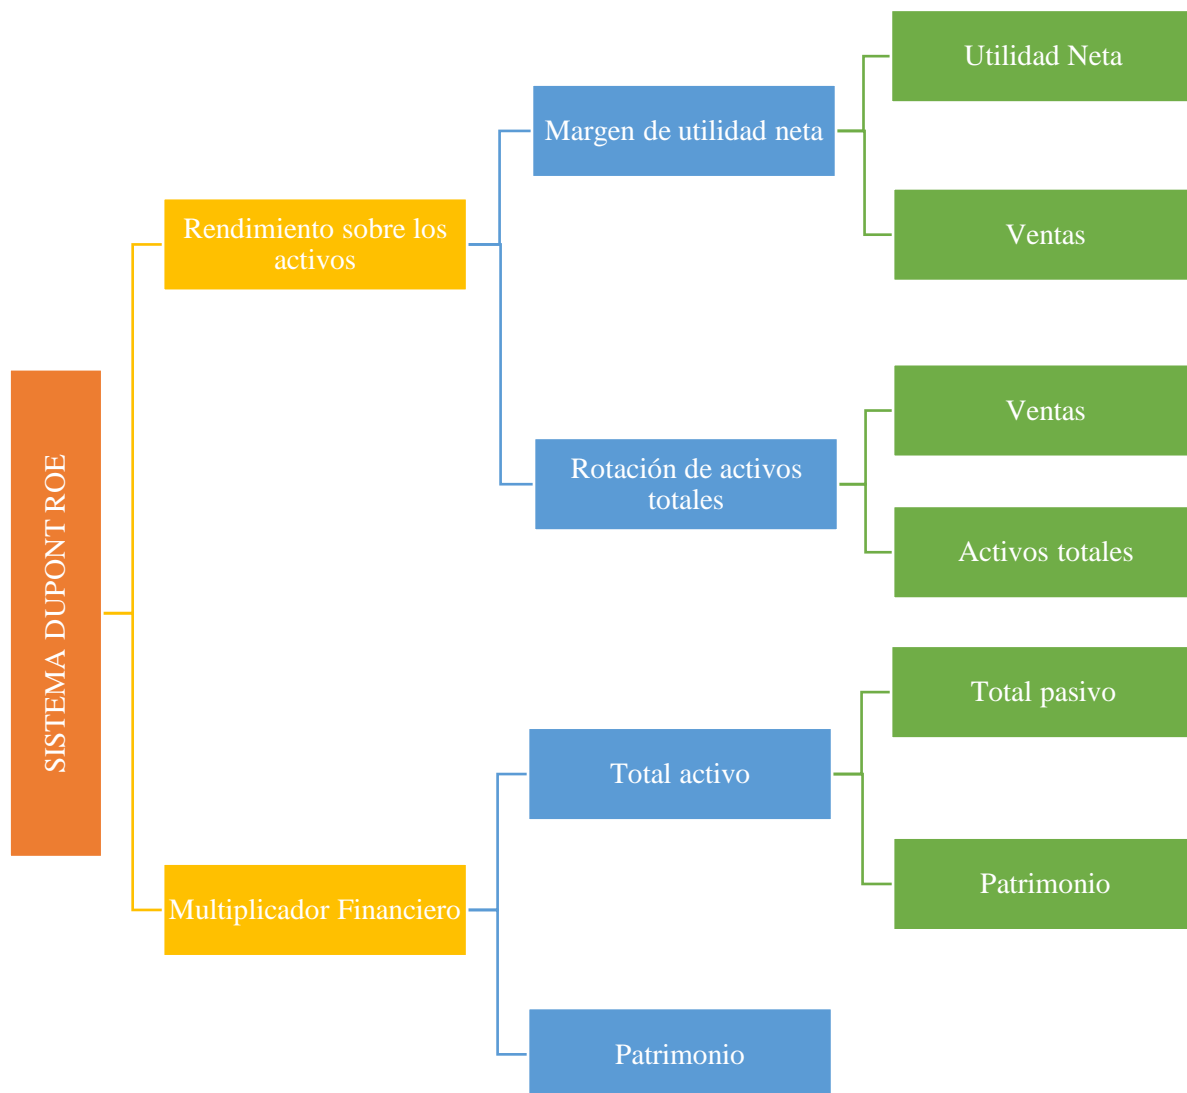 SISTEMA DUPONT ROE
Rendimiento sobre los
activos
Margen de utilidad neta
Utilidad Neta
Ventas
Rotación de activos
totales
Ventas
Activos totales
Multiplicador Financiero
Total activo
Total pasivo
Patrimonio
Patrimonio